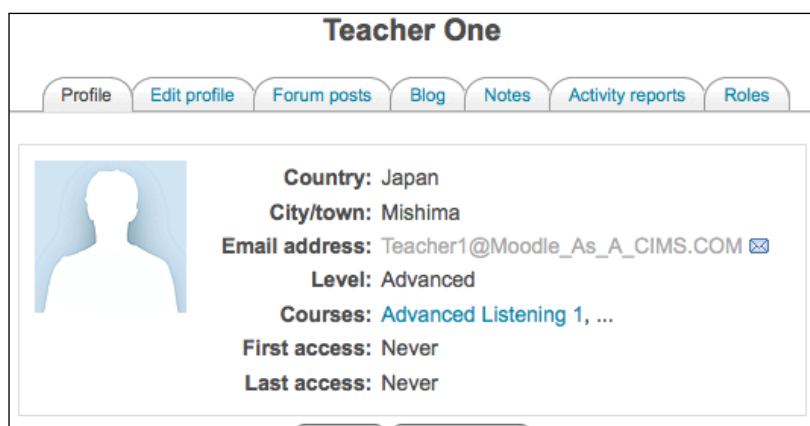 Teacher One
Profile Edit profile Forum posts Blog Notes Activity reports Roles
Country: Japan
City/town: Mishima
Email address: Teacher1@Moodle_As_A_CIMS.COM
Level: Advanced
Courses: Advanced Listening 1, ...
First access: Never
Last access: Never